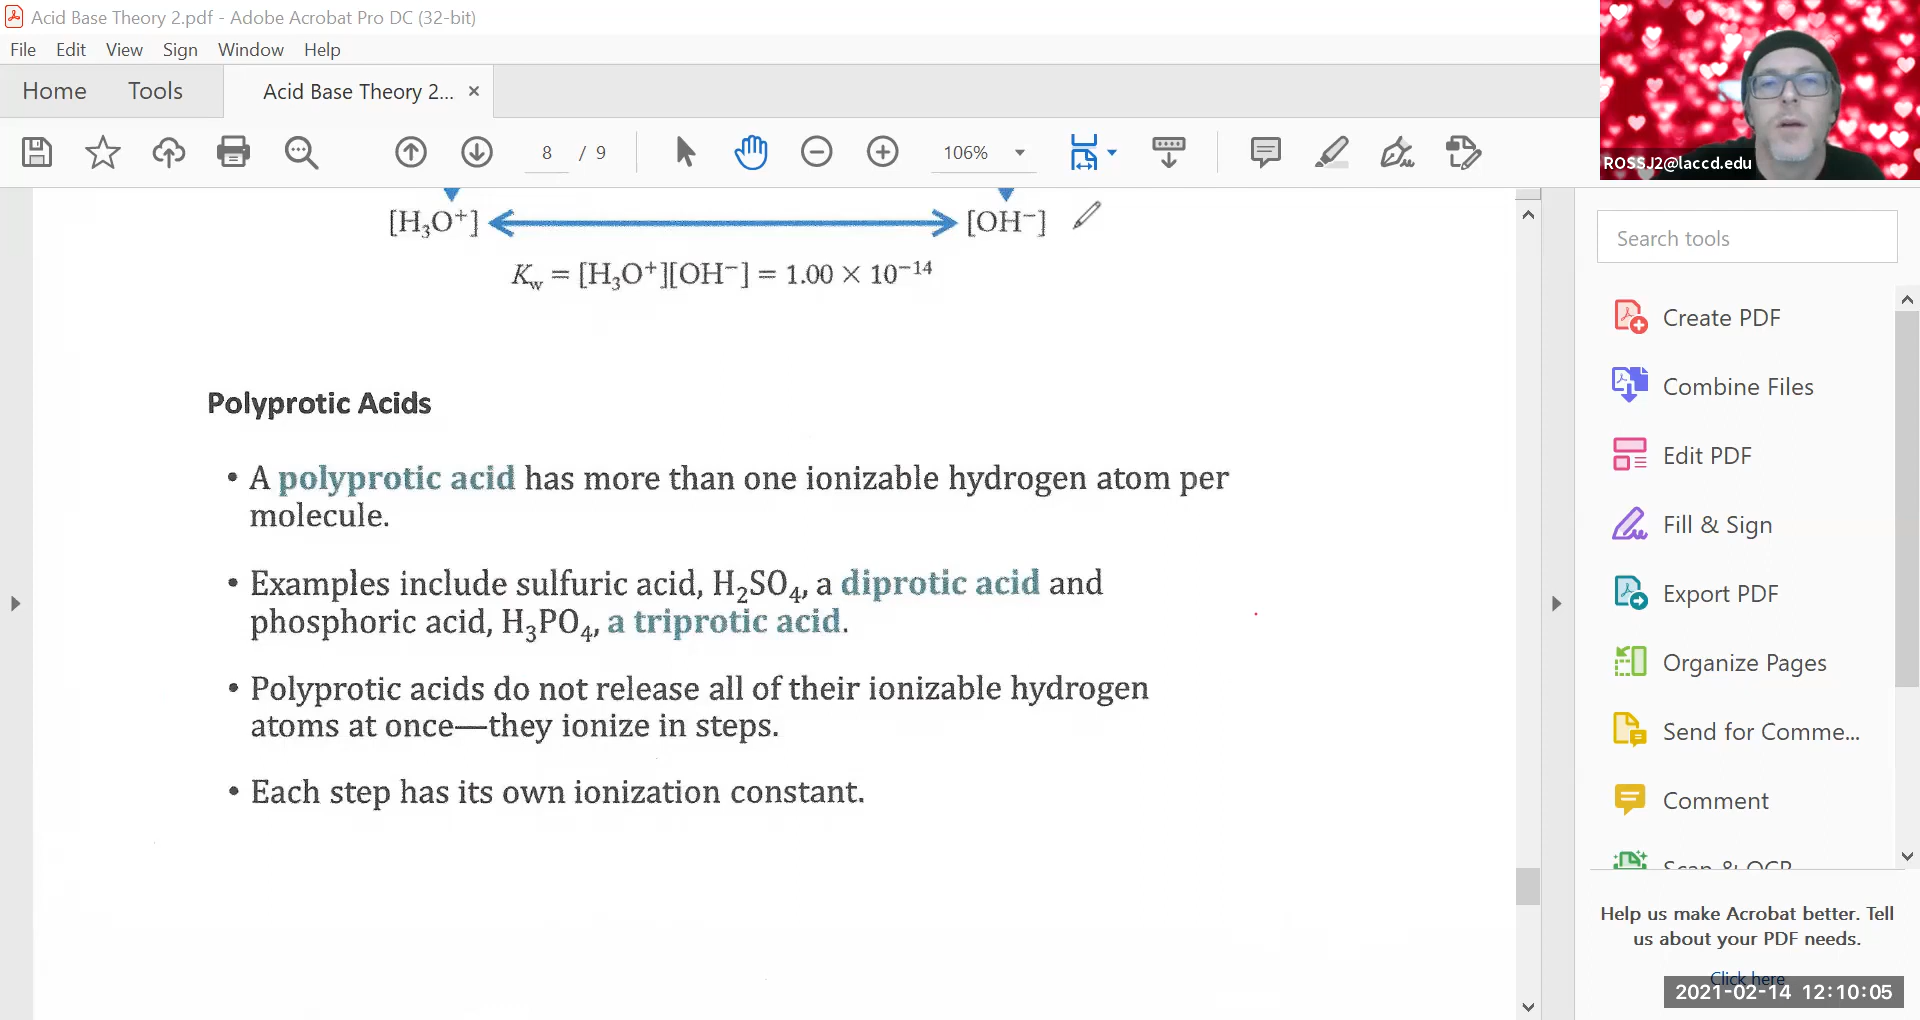 Acid Base Theory 2.pdf - Adobe Acrobat Pro DC (32-bit)
File Edit View Sign Window Help
Home Tools Acid Base Theory 2... ×
8 / 9 106%
ROSSJ2@laccd.edu
[H₃O⁺] [OH⁻]
K_w = [H₃O⁺][OH⁻] = 1.00 × 10⁻¹⁴
Polyprotic Acids
• A polyprotic acid has more than one ionizable hydrogen atom per
molecule.
• Examples include sulfuric acid, H₂SO₄, a diprotic acid and
phosphoric acid, H₃PO₄, a triprotic acid.
• Polyprotic acids do not release all of their ionizable hydrogen
atoms at once—they ionize in steps.
• Each step has its own ionization constant.
Search tools
Create PDF
Combine Files
Edit PDF
Fill & Sign
Export PDF
Organize Pages
Send for Comme...
Comment
Scan & OCR
Help us make Acrobat better. Tell
us about your PDF needs.
Click here
2021-02-14 12:10:05